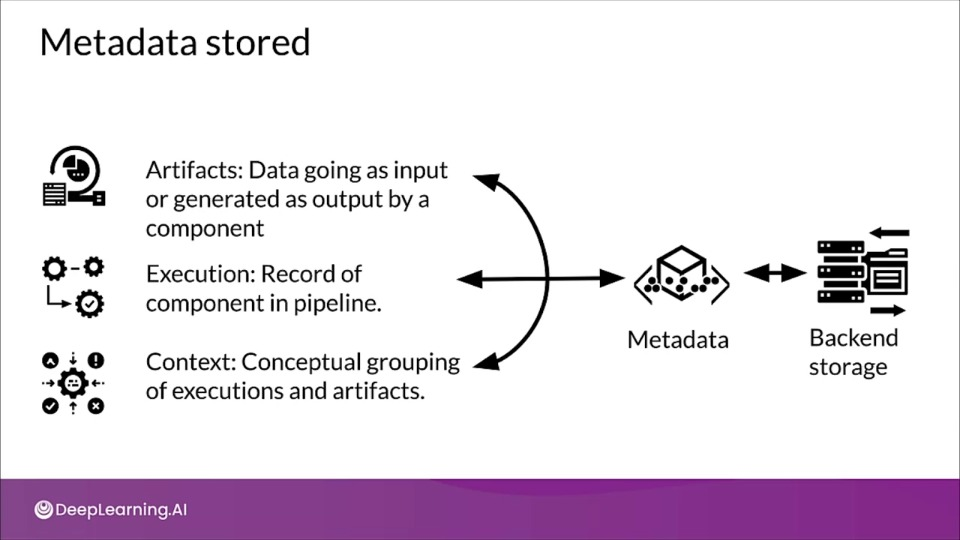 Metadata stored
Artifacts: Data going as input
or generated as output by a
component
Execution: Record of
component in pipeline.
Context: Conceptual grouping
of executions and artifacts.
Metadata
Backend
storage
DeepLearning.AI